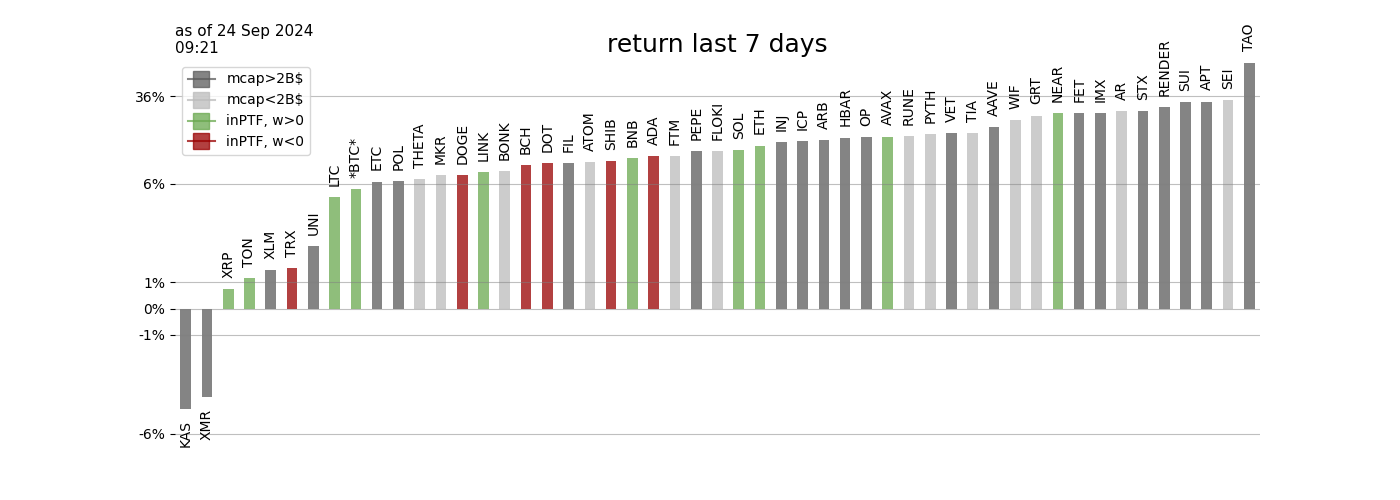 as of 24 Sep 2024
09:21
return last 7 days
mcap>2B$
mcap<2B$
inPTF, w>0
inPTF, w<0
36%
6%
1%
0%
-1%
-6%
KAS
XMR
XRP
TON
XLM
TRX
UNI
LTC
*BTC*
ETC
POL
THETA
MKR
DOGE
LINK
BONK
BCH
DOT
FIL
ATOM
SHIB
BNB
ADA
FTM
PEPE
FLOKI
SOL
ETH
INJ
ICP
ARB
HBAR
OP
AVAX
RUNE
PYTH
VET
TIA
AAVE
WIF
GRT
NEAR
FET
IMX
AR
STX
RENDER
SUI
APT
SEI
TAO